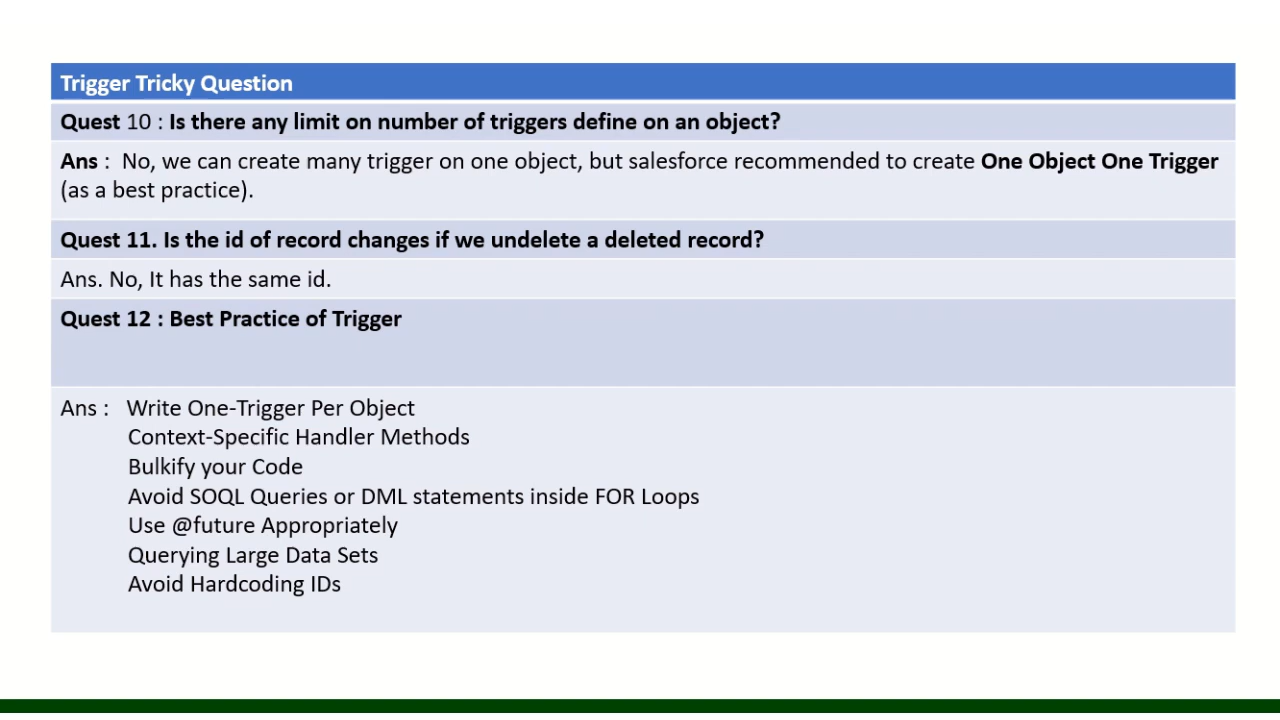 Trigger Tricky Question
Quest 10 : Is there any limit on number of triggers define on an object?
Ans :  No, we can create many trigger on one object, but salesforce recommended to create One Object One Trigger
(as a best practice).
Quest 11. Is the id of record changes if we undelete a deleted record?
Ans. No, It has the same id.
Quest 12 : Best Practice of Trigger
Ans :   Write One-Trigger Per Object
Context-Specific Handler Methods
Bulkify your Code
Avoid SOQL Queries or DML statements inside FOR Loops
Use @future Appropriately
Querying Large Data Sets
Avoid Hardcoding IDs